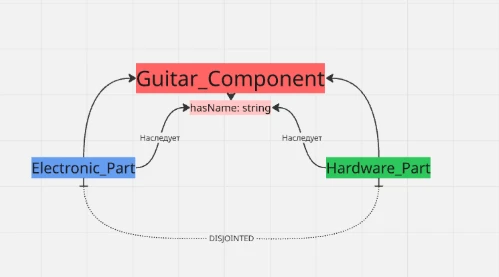 Guitar_Component
hasName: string
Наследует
Наследует
Electronic_Part
Hardware_Part
DISJOINTED